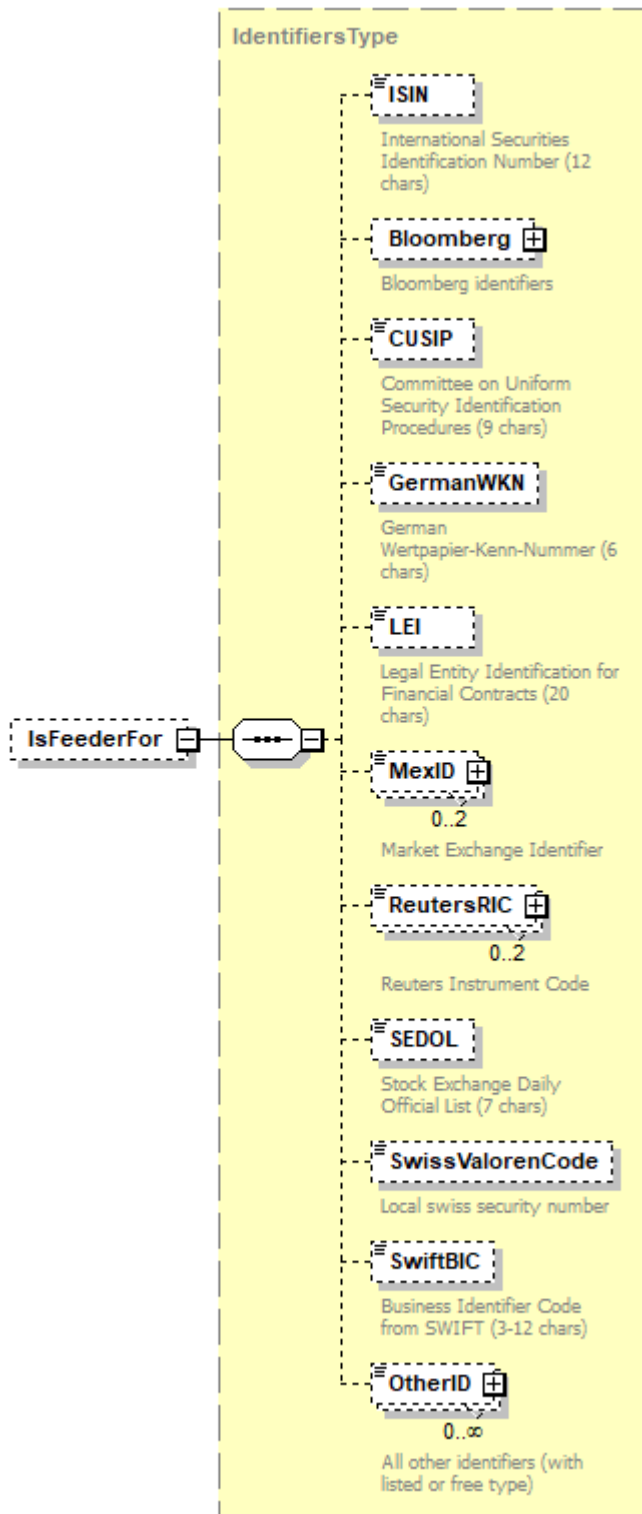 IdentifiersType
ISIN
International Securities
Identification Number (12
chars)
Bloomberg
Bloomberg identifiers
CUSIP
Committee on Uniform
Security Identification
Procedures (9 chars)
GermanWKN
German
Wertpapier-Kenn-Nummer (6
chars)
LEI
Legal Entity Identification for
Financial Contracts (20
chars)
IsFeederFor
MexID
0..2
Market Exchange Identifier
ReutersRIC
0..2
Reuters Instrument Code
SEDOL
Stock Exchange Daily
Official List (7 chars)
SwissValorenCode
Local swiss security number
SwiftBIC
Business Identifier Code
from SWIFT (3-12 chars)
OtherID
0..∞
All other identifiers (with
listed or free type)